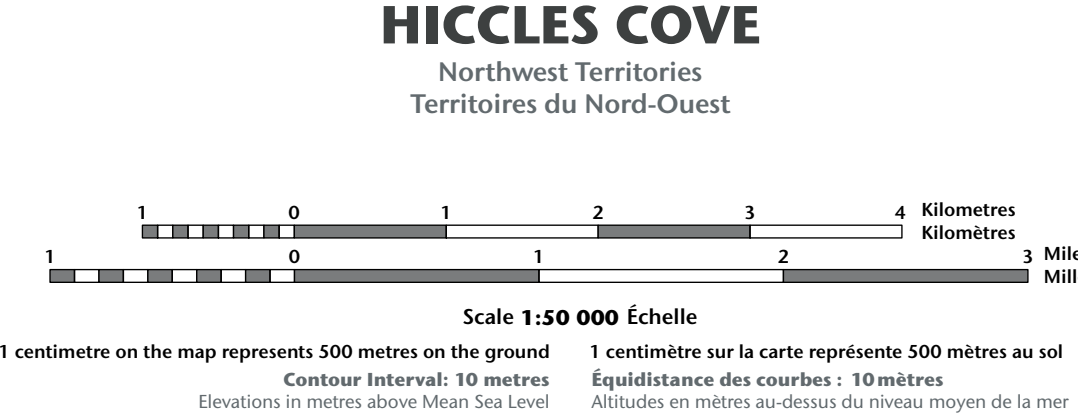 HICCLES COVE
Northwest Territories
Territoires du Nord-Ouest
1 0 1 2 3 4 Kilometres
Kilomètres
1 0 1 2 3 Mile
Mill
Scale 1:50 000 Échelle
1 centimetre on the map represents 500 metres on the ground
1 centimètre sur la carte représente 500 mètres au sol
Contour Interval: 10 metres
Équidistance des courbes : 10 mètres
Elevations in metres above Mean Sea Level
Altitudes en mètres au-dessus du niveau moyen de la mer